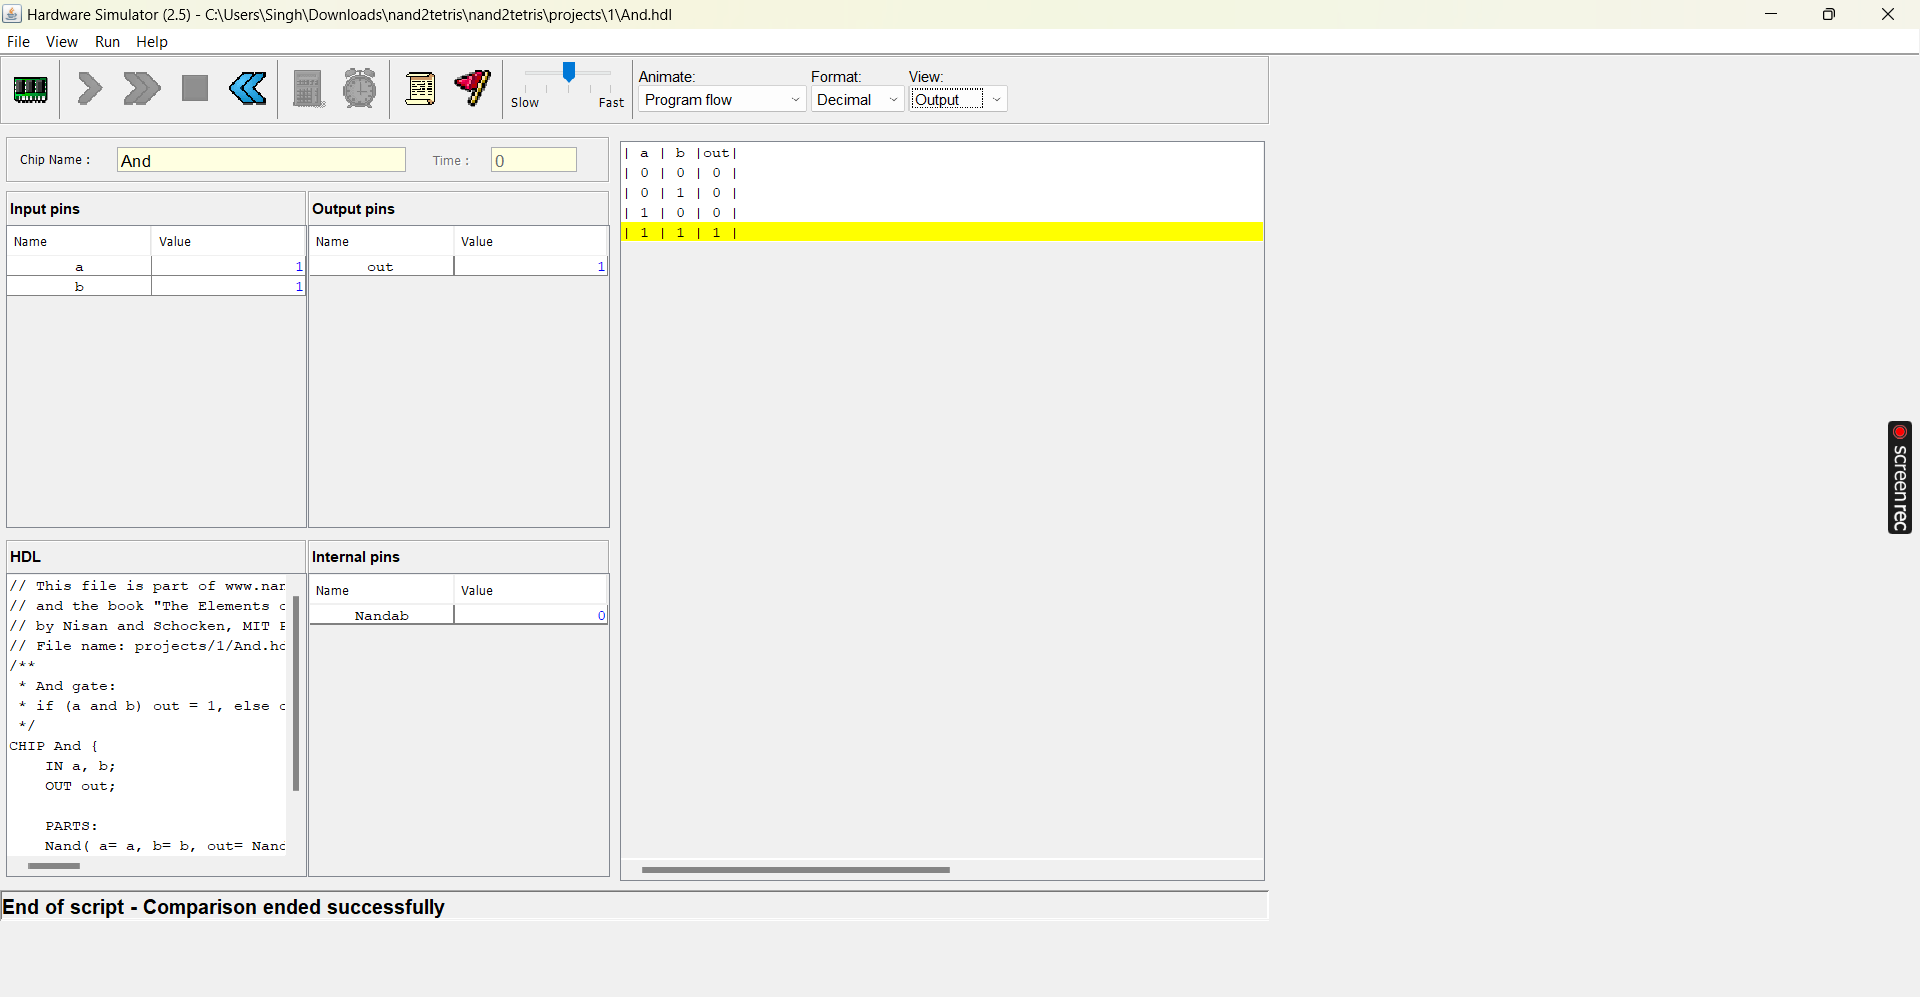 Hardware Simulator (2.5) - C:\Users\Singh\Downloads\nand2tetris\nand2tetris\projects\1\And.hdl
File View Run Help
Slow Fast
Animate: Format: View:
Program flow Decimal Output
Chip Name : And Time : 0
Input pins
Name Value
a 1
b 1
Output pins
Name Value
out 1
| a | b |out|
| 0 | 0 | 0 |
| 0 | 1 | 0 |
| 1 | 0 | 0 |
| 1 | 1 | 1 |
HDL
// This file is part of www.nan
// and the book "The Elements o
// by Nisan and Schocken, MIT P
// File name: projects/1/And.hd
/**
* And gate:
* if (a and b) out = 1, else o
*/
CHIP And {
IN a, b;
OUT out;
PARTS:
Nand( a= a, b= b, out= Nand
Internal pins
Name Value
Nandab 0
End of script - Comparison ended successfully
screenrec